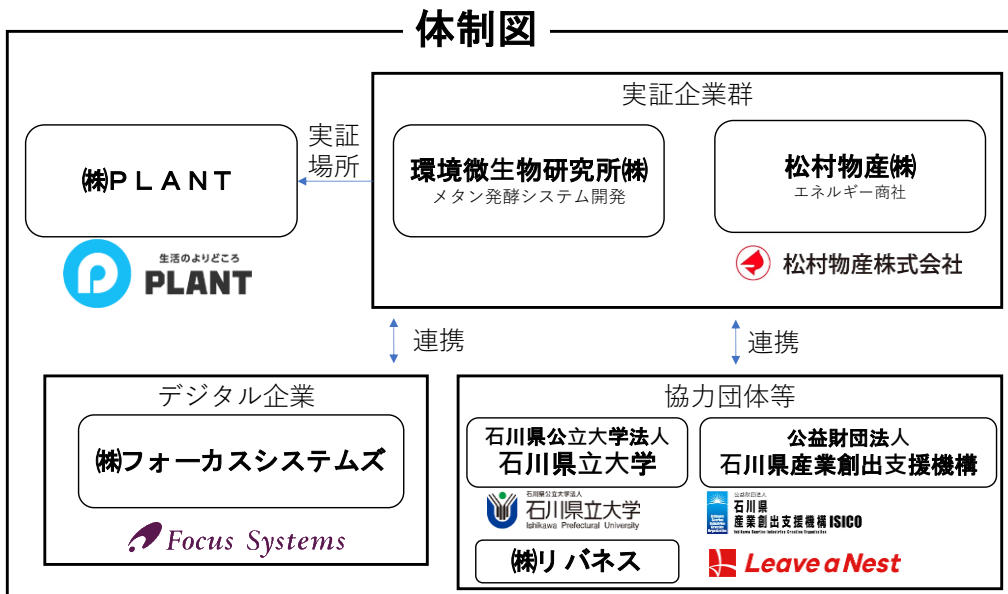 体制図
実証企業群
㈱ＰＬＡＮＴ
実証
場所
環境微生物研究所㈱
メタン発酵システム開発
松村物産㈱
エネルギー商社
生活のよりどころ
PLANT
松村物産株式会社
連携
連携
デジタル企業
㈱フォーカスシステムズ
Focus Systems
協力団体等
石川県公立大学法人
石川県立大学
公益財団法人
石川県産業創出支援機構
石川県公立大学法人
石川県立大学
Ishikawa Prefectural University
公益財団法人
石川県
産業創出支援機構 ISICO
㈱リバネス
Leave a Nest